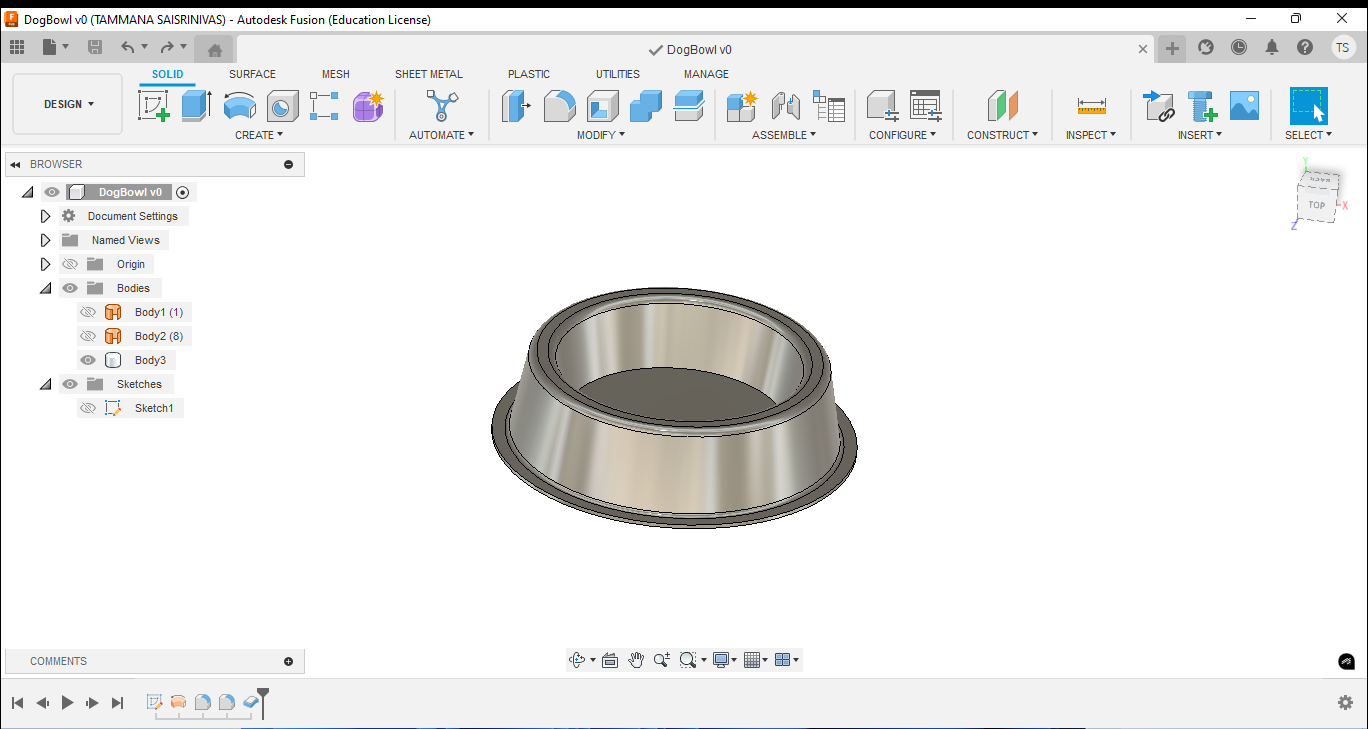 DogBowl v0 (TAMMANA SAISRINIVAS) - Autodesk Fusion (Education License)
DogBowl v0
TS
SOLID SURFACE MESH SHEET METAL PLASTIC UTILITIES MANAGE
DESIGN
CREATE AUTOMATE MODIFY ASSEMBLE CONFIGURE CONSTRUCT INSPECT INSERT SELECT
BROWSER
DogBowl v0
Document Settings
Named Views
Origin
Bodies
Body1 (1)
Body2 (8)
Body3
Sketches
Sketch1
Y
BACK
TOP
X
Z
COMMENTS